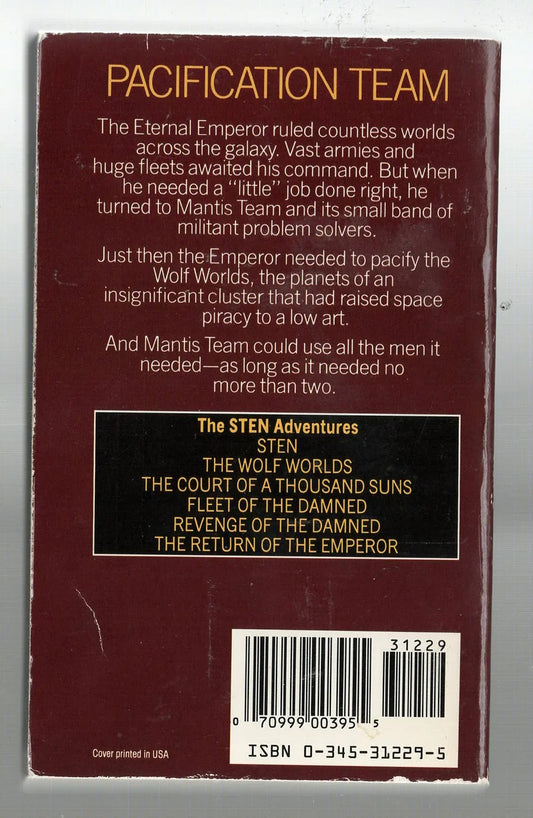 PACIFICATION TEAM
The Eternal Emperor ruled countless worlds
across the galaxy. Vast armies and
huge fleets awaited his command. But when
he needed a “little” job done right, he
turned to Mantis Team and its small band of
militant problem solvers.
Just then the Emperor needed to pacify the
Wolf Worlds, the planets of an
insignificant cluster that had raised space
piracy to a low art.
And Mantis Team could use all the men it
needed—as long as it needed no
more than two.
The STEN Adventures
STEN
THE WOLF WORLDS
THE COURT OF A THOUSAND SUNS
FLEET OF THE DAMNED
REVENGE OF THE DAMNED
THE RETURN OF THE EMPEROR
31229
0 70999 00395 5
ISBN 0-345-31229-5
Cover printed in USA